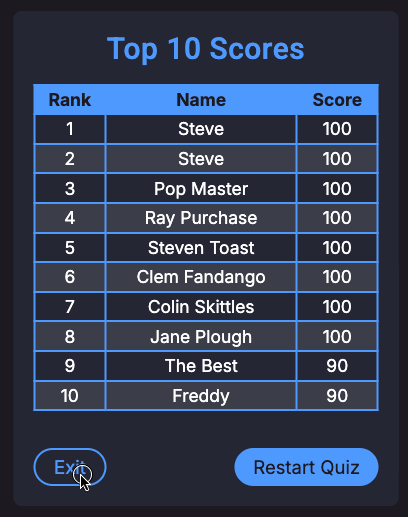 Top 10 Scores
Rank Name Score
1 Steve 100
2 Steve 100
3 Pop Master 100
4 Ray Purchase 100
5 Steven Toast 100
6 Clem Fandango 100
7 Colin Skittles 100
8 Jane Plough 100
9 The Best 90
10 Freddy 90
Exit Restart Quiz